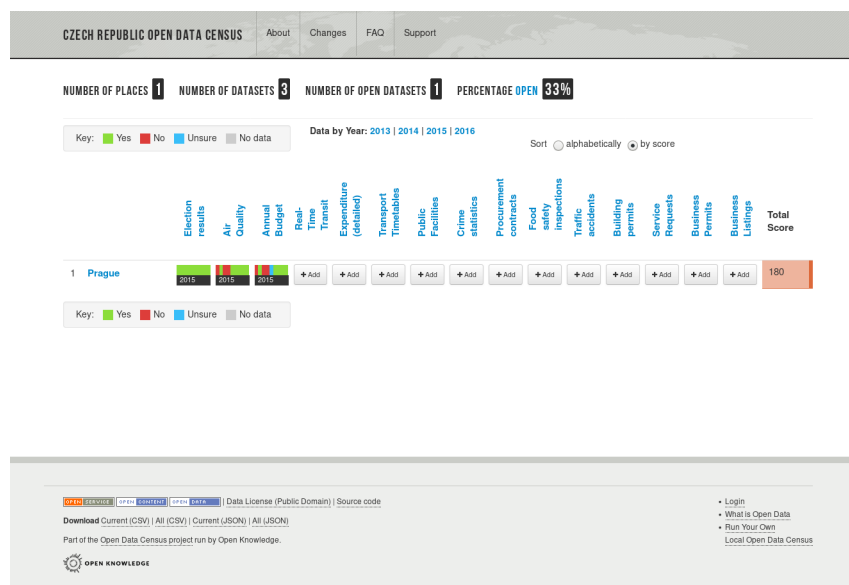 CZECH REPUBLIC OPEN DATA CENSUS About Changes FAQ Support
NUMBER OF PLACES 1 NUMBER OF DATASETS 3 NUMBER OF OPEN DATASETS 1 PERCENTAGE OPEN 33%
Key: Yes No Unsure No data
Data by Year: 2013 | 2014 | 2015 | 2016
Sort alphabetically by score
Election results
Air Quality
Annual Budget
Real-Time Transit
Expenditure (detailed)
Transport Timetables
Public Facilities
Crime statistics
Procurement contracts
Food safety inspections
Traffic accidents
Building permits
Service Requests
Business Permits
Business Listings
Total Score
1 Prague 2015 2015 2015 + Add + Add + Add + Add + Add + Add + Add + Add + Add + Add + Add + Add 180
Key: Yes No Unsure No data
OPEN SERVICE OPEN CONTENT OPEN DATA | Data License (Public Domain) | Source code
Download Current (CSV) | All (CSV) | Current (JSON) | All (JSON)
Part of the Open Data Census project run by Open Knowledge.
OPEN KNOWLEDGE
• Login
• What is Open Data
• Run Your Own
Local Open Data Census